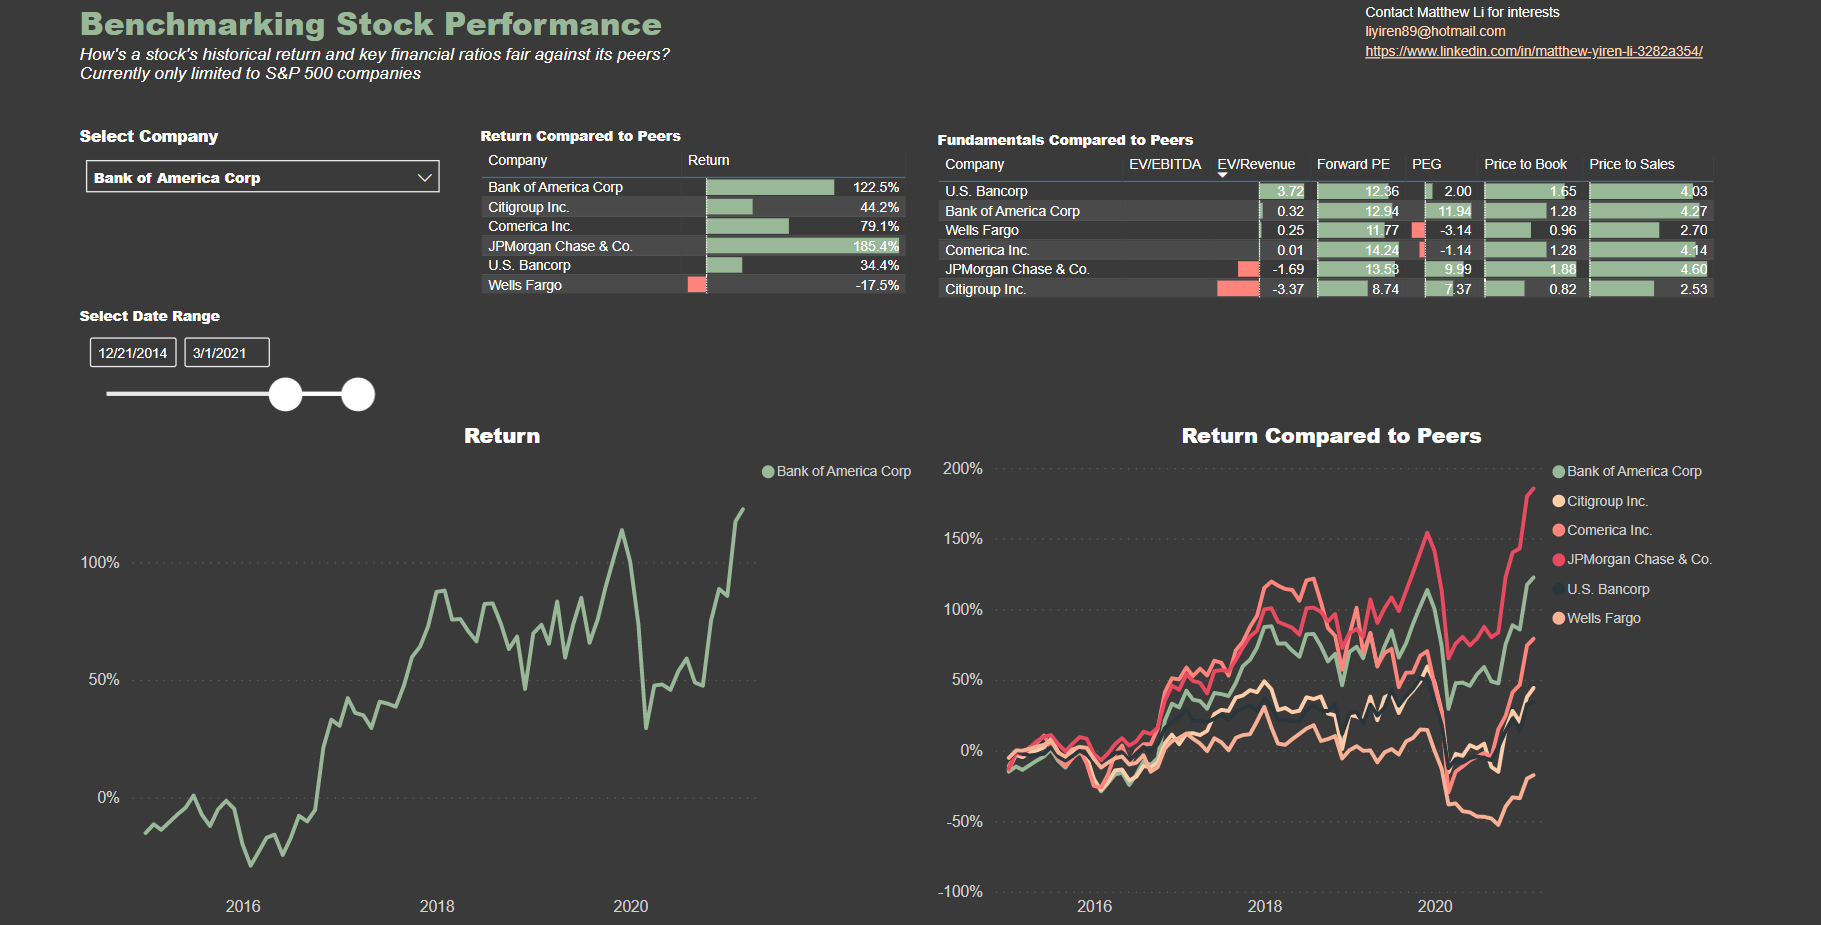 Benchmarking Stock Performance
How's a stock's historical return and key financial ratios fair against its peers?
Currently only limited to S&P 500 companies
Contact Matthew Li for interests
liyiren89@hotmail.com
https://www.linkedin.com/in/matthew-yiren-li-3282a354/
Select Company
Bank of America Corp
Select Date Range
12/21/2014 3/1/2021
Return Compared to Peers
Company Return
Bank of America Corp 122.5%
Citigroup Inc. 44.2%
Comerica Inc. 79.1%
JPMorgan Chase & Co. 185.4%
U.S. Bancorp 34.4%
Wells Fargo -17.5%
Fundamentals Compared to Peers
Company EV/EBITDA EV/Revenue Forward PE PEG Price to Book Price to Sales
U.S. Bancorp 3.72 12.36 2.00 1.65 4.03
Bank of America Corp 0.32 12.94 11.94 1.28 4.27
Wells Fargo 0.25 11.77 -3.14 0.96 2.70
Comerica Inc. 0.01 14.24 -1.14 1.28 4.14
JPMorgan Chase & Co. -1.69 13.53 9.99 1.88 4.60
Citigroup Inc. -3.37 8.74 7.37 0.82 2.53
Return
Bank of America Corp
100%
50%
0%
2016 2018 2020
Return Compared to Peers
200%
150%
100%
50%
0%
-50%
-100%
2016 2018 2020
Bank of America Corp
Citigroup Inc.
Comerica Inc.
JPMorgan Chase & Co.
U.S. Bancorp
Wells Fargo